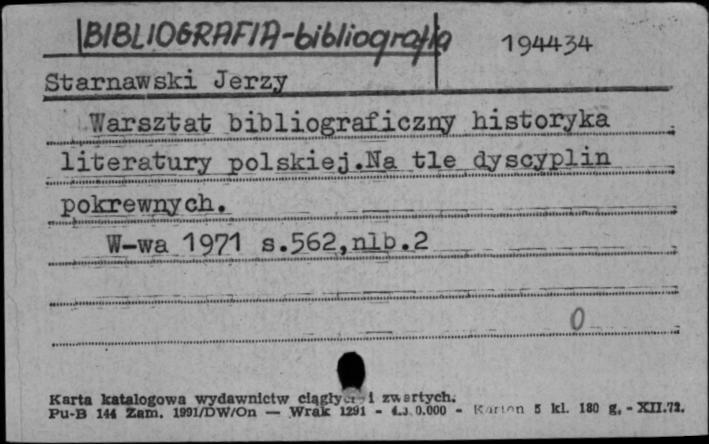 BIBLIOGRAFIA-bibliografia 194434
Starnawski Jerzy
Warsztat bibliograficzny historyka
literatury polskiej.Na tle dyscyplin
pokrewnych.
W-wa 1971 s.562,nlb.2
0
Karta katalogowa wydawnictw ciągłych i zwartych.
Pu-B 144 Zam. 1991/DW/On — Wrak 1291 - 0.000 - Karton 5 kl. 180 g. - XII.72.